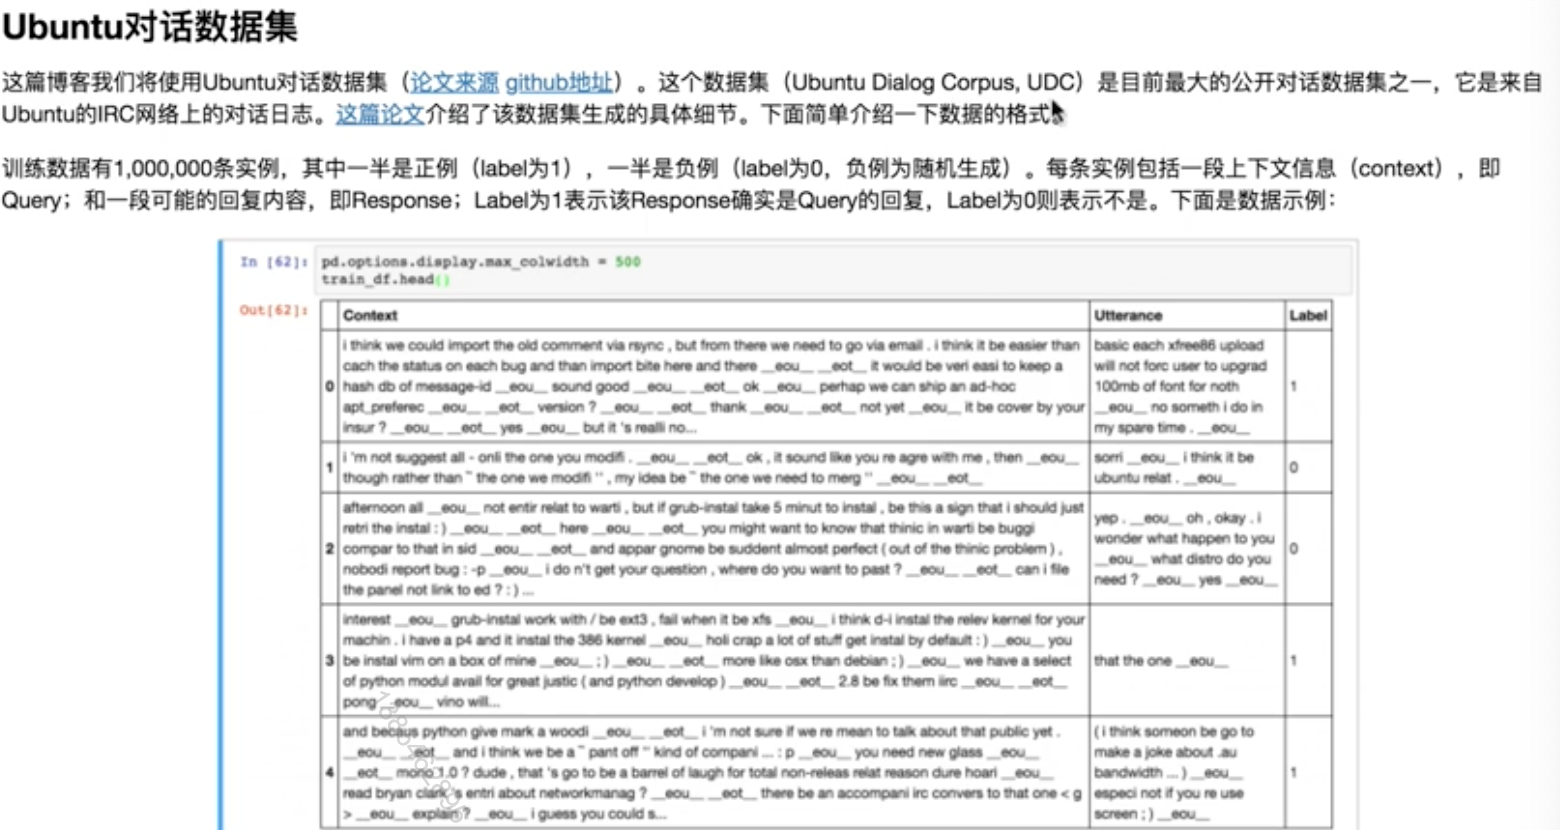 Ubuntu对话数据集
这篇博客我们将使用Ubuntu对话数据集（论文来源 github地址）。这个数据集（Ubuntu Dialog Corpus, UDC）是目前最大的公开对话数据集之一，它是来自
Ubuntu的IRC网络上的对话日志。这篇论文介绍了该数据集生成的具体细节。下面简单介绍一下数据的格式
训练数据有1,000,000条实例，其中一半是正例（label为1），一半是负例（label为0，负例为随机生成）。每条实例包括一段上下文信息（context），即
Query；和一段可能的回复内容，即Response；Label为1表示该Response确实是Query的回复，Label为0则表示不是。下面是数据示例：
In [62]: pd.options.display.max_colwidth = 500
train_df.head()
Out[62]:
Context Utterance Label
0
i think we could import the old comment via rsync , but from there we need to go via email . i think it be easier than
cach the status on each bug and than import bite here and there __eou__ __eot__ it would be veri easi to keep a
hash db of message-id __eou__ sound good __eou__ __eot__ ok __eou__ perhap we can ship an ad-hoc
apt_preferec __eou__ __eot__ version ? __eou__ __eot__ thank __eou__ __eot__ not yet __eou__ it be cover by your
insur ? __eou__ __eot__ yes __eou__ but it 's realli no...
basic each xfree86 upload
will not forc user to upgrad
100mb of font for noth
__eou__ no someth i do in
my spare time . __eou__
1
1
i 'm not suggest all - onli the one you modifi . __eou__ __eot__ ok , it sound like you re agre with me , then __eou__
though rather than `` the one we modifi '' , my idea be `` the one we need to merg '' __eou__ __eot__
sorri __eou__ i think it be
ubuntu relat . __eou__
0
2
afternoon all __eou__ not entir relat to warti , but if grub-instal take 5 minut to instal , be this a sign that i should just
retri the instal : ) __eou__ __eot__ here __eou__ __eot__ you might want to know that thinic in warti be buggi
compar to that in sid __eou__ __eot__ and appar gnome be suddent almost perfect ( out of the thinic problem ) ,
nobodi report bug : -p __eou__ i do n't get your question , where do you want to past ? __eou__ __eot__ can i file
the panel not link to ed ? : ) ...
yep . __eou__ oh , okay . i
wonder what happen to you
__eou__ what distro do you
need ? __eou__ yes __eou__
0
3
interest __eou__ grub-instal work with / be ext3 , fail when it be xfs __eou__ i think d-i instal the relev kernel for your
machin . i have a p4 and it instal the 386 kernel __eou__ holi crap a lot of stuff get instal by default : ) __eou__ you
be instal vim on a box of mine __eou__ ; ) __eou__ __eot__ more like osx than debian ; ) __eou__ we have a select
of python modul avail for great justic ( and python develop ) __eou__ __eot__ 2.8 be fix them iirc __eou__ __eot__
pong __eou__ vino will...
that the one __eou__
1
4
and becaus python give mark a woodi __eou__ __eot__ i 'm not sure if we re mean to talk about that public yet .
__eou__ __eot__ and i think we be a `` pant off '' kind of compani ... : p __eou__ you need new glass __eou__
__eot__ mono 1.0 ? dude , that 's go to be a barrel of laugh for total non-releas relat reason dure hoari __eou__
read bryan clark 's entri about networkmanag ? __eou__ __eot__ there be an accompani irc convers to that one < g
> __eou__ explain ? __eou__ i guess you could s...
( i think someon be go to
make a joke about .au
bandwidth ... ) __eou__
especi not if you re use
screen ; ) __eou__
1